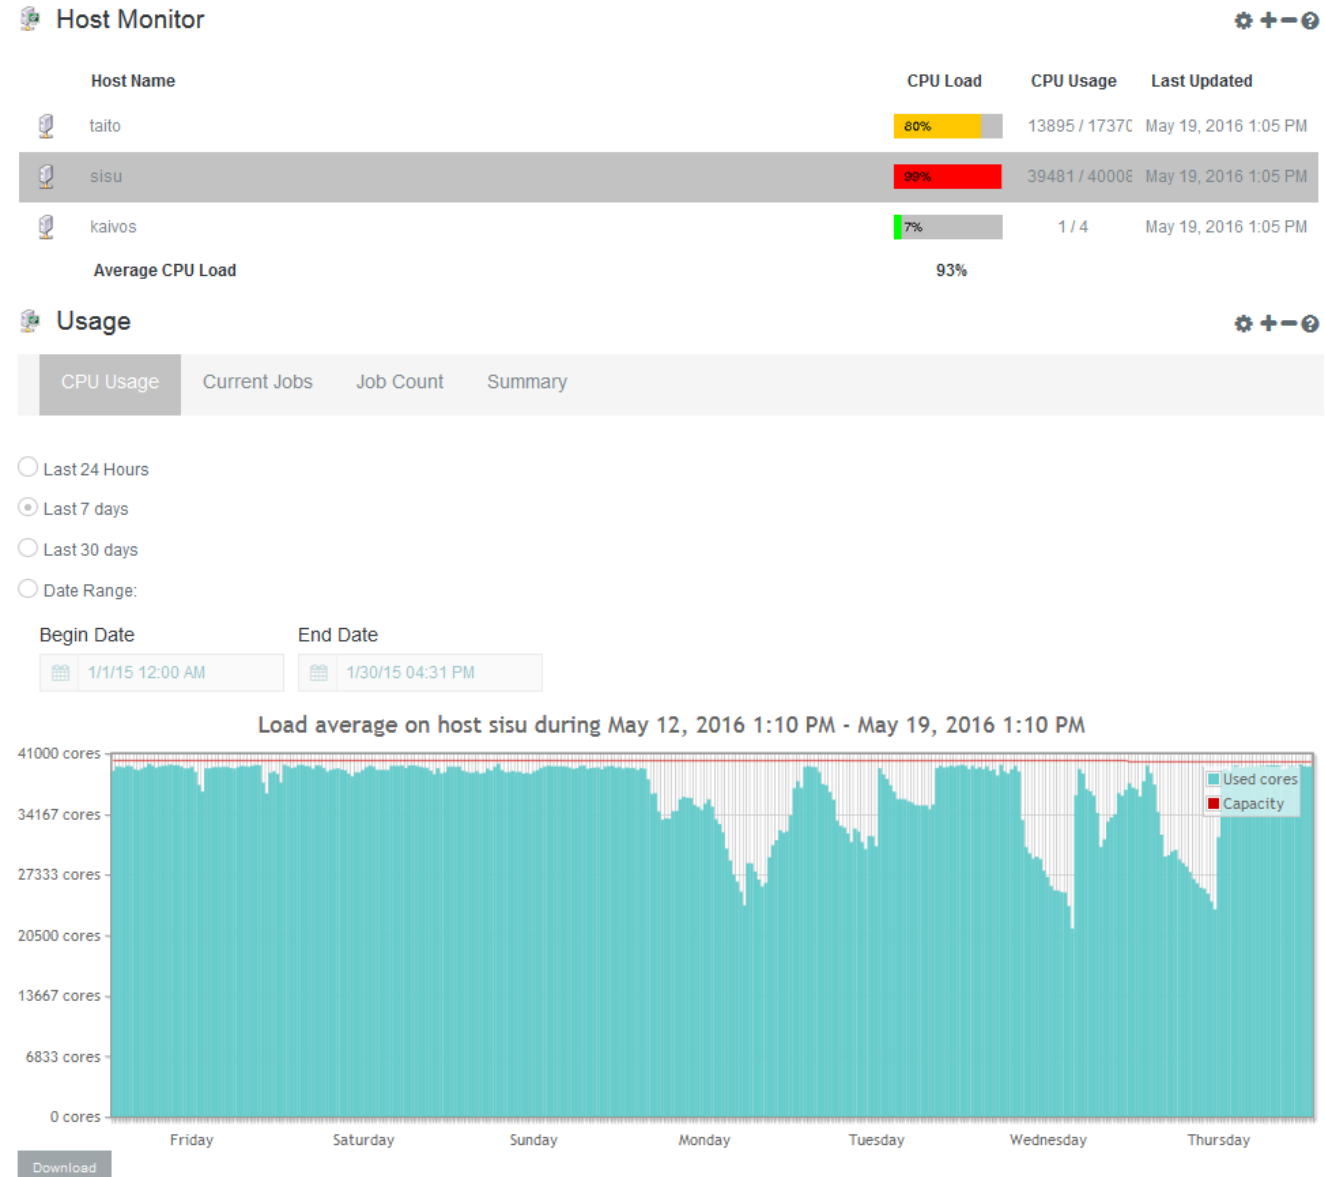 Host Monitor
Host Name CPU Load CPU Usage Last Updated
taito 80% 13895 / 17370 May 19, 2016 1:05 PM
sisu 99% 39481 / 40008 May 19, 2016 1:05 PM
kaivos 7% 1 / 4 May 19, 2016 1:05 PM
Average CPU Load 93%
Usage
CPU Usage Current Jobs Job Count Summary
Last 24 Hours
Last 7 days
Last 30 days
Date Range:
Begin Date End Date
1/1/15 12:00 AM 1/30/15 04:31 PM
Load average on host sisu during May 12, 2016 1:10 PM - May 19, 2016 1:10 PM
41000 cores
Used cores
Capacity
34167 cores
27333 cores
20500 cores
13667 cores
6833 cores
0 cores
Friday Saturday Sunday Monday Tuesday Wednesday Thursday
Download